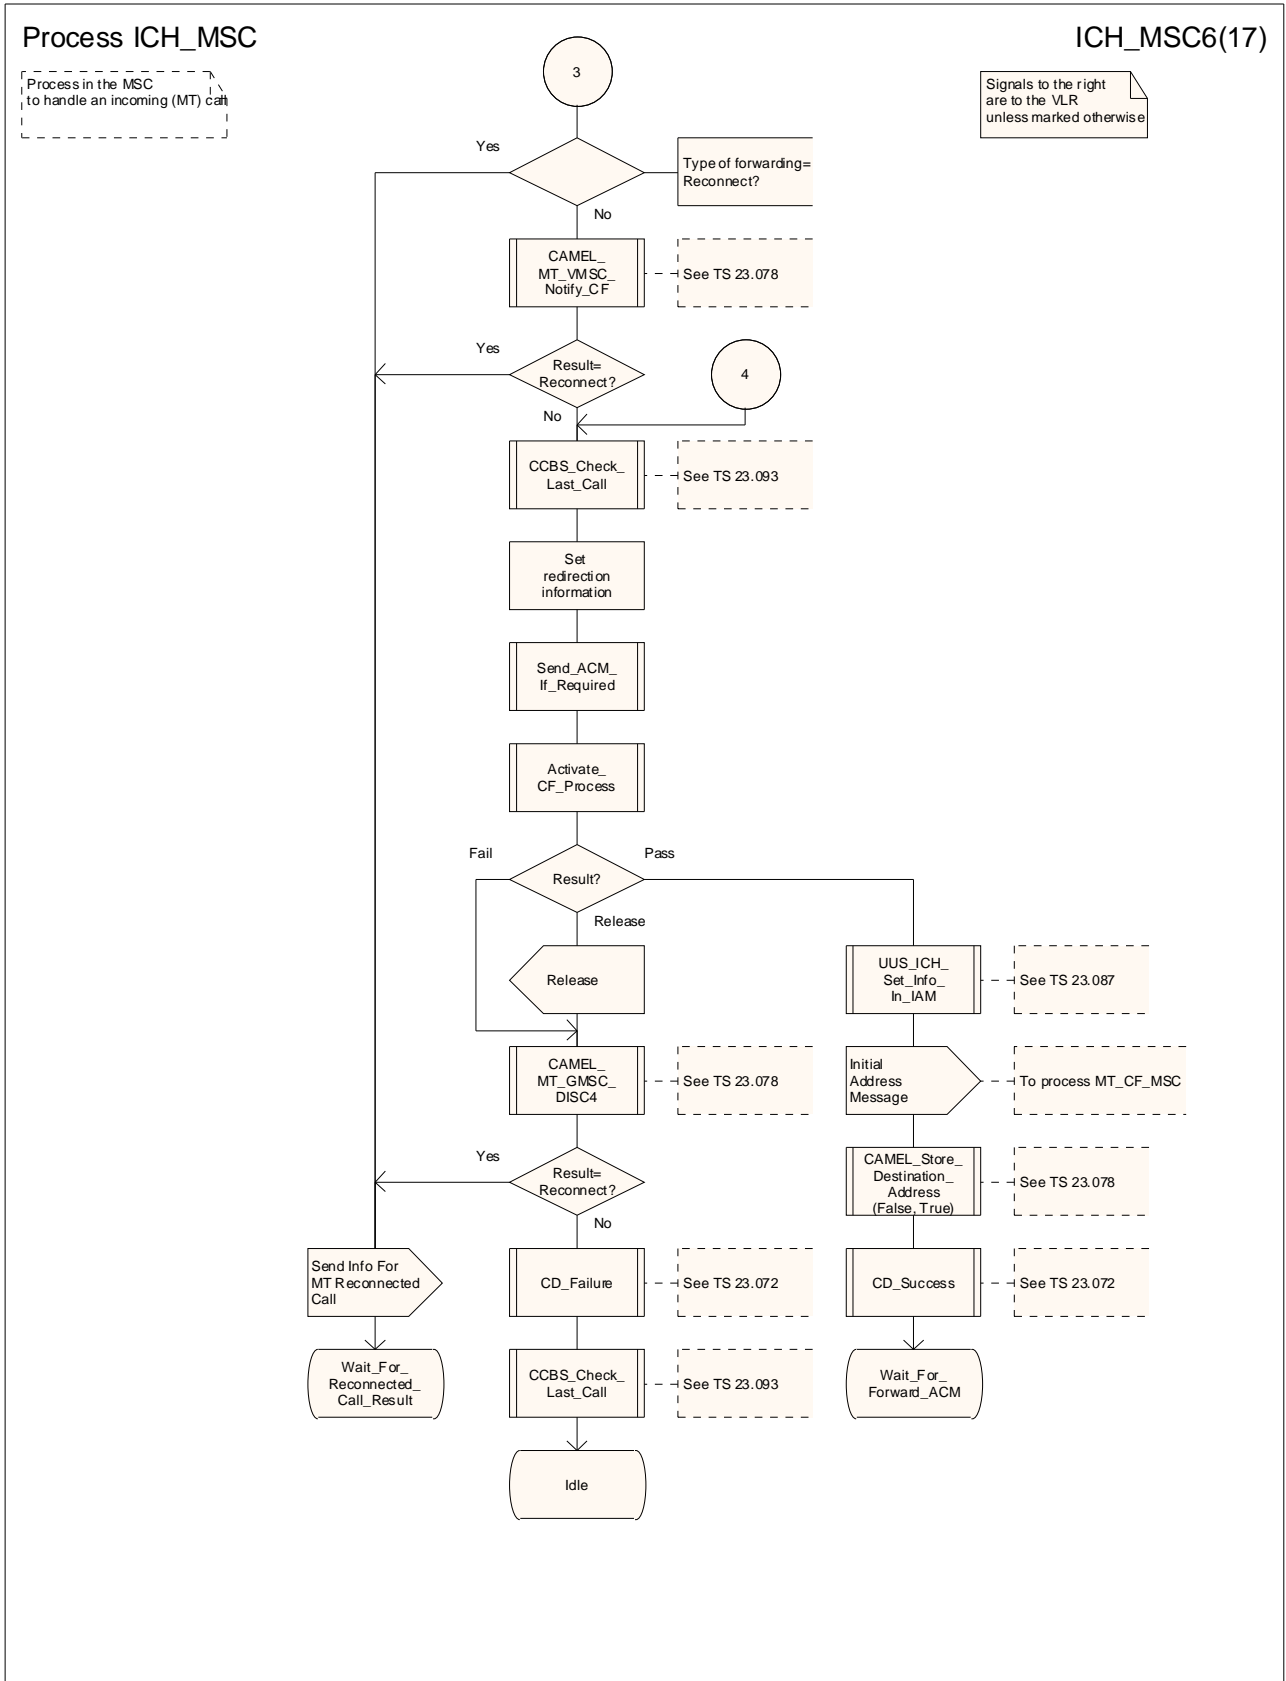 Process ICH_MSC
ICH_MSC6(17)
Process in the MSC
to handle an incoming (MT) call
Signals to the right
are to the VLR
unless marked otherwise
3
Yes
Type of forwarding=
Reconnect?
No
CAMEL_
MT_VMSC_
Notify_CF
See TS 23.078
Yes
Result=
Reconnect?
4
No
CCBS_Check_
Last_Call
See TS 23.093
Set
redirection
information
Send_ACM_
If_Required
Activate_
CF_Process
Fail
Result?
Pass
Release
Release
UUS_ICH_
Set_Info_
In_IAM
See TS 23.087
CAMEL_
MT_GMSC_
DISC4
See TS 23.078
Initial
Address
Message
To process MT_CF_MSC
Yes
Result=
Reconnect?
No
CAMEL_Store_
Destination_
Address
(False, True)
See TS 23.078
Send Info For
MT Reconnected
Call
CD_Failure
See TS 23.072
CD_Success
See TS 23.072
Wait_For_
Reconnected_
Call_Result
CCBS_Check_
Last_Call
See TS 23.093
Wait_For_
Forward_ACM
Idle